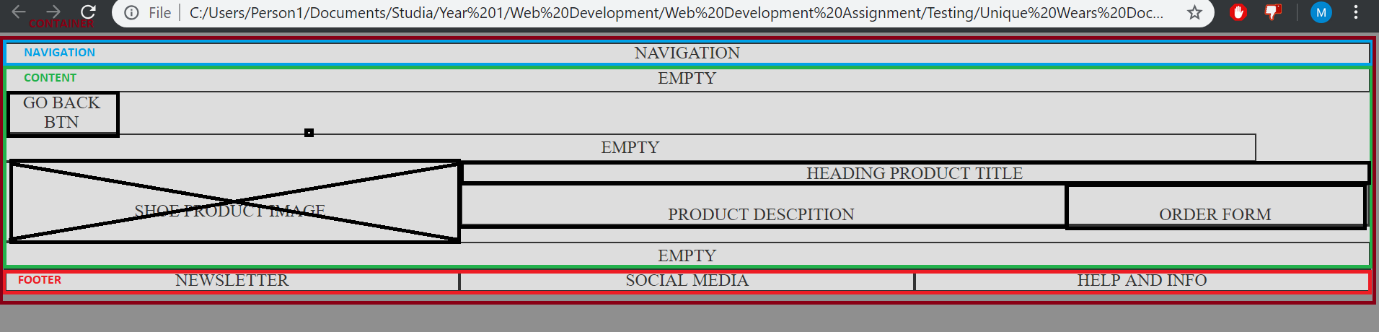 File C:/Users/Person1/Documents/Studia/Year%201/Web%20Development/Web%20Development%20Assignment/Testing/Unique%20Wears%20Doc... M
CONTAINER
NAVIGATION NAVIGATION
CONTENT EMPTY
GO BACK
BTN
EMPTY
HEADING PRODUCT TITLE
SHOE PRODUCT IMAGE PRODUCT DESCPITION ORDER FORM
EMPTY
FOOTER NEWSLETTER SOCIAL MEDIA HELP AND INFO